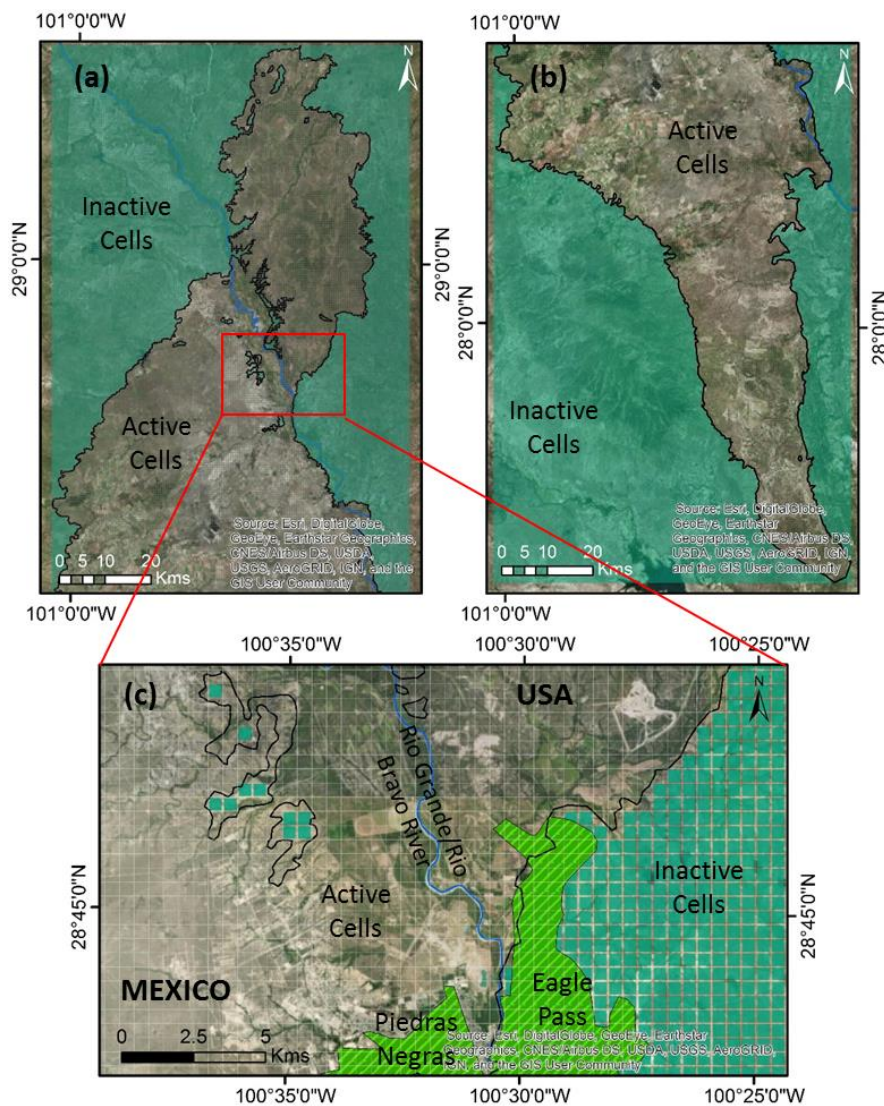 101°0'0"W
(a)
N
Inactive
Cells
29°0'0"N
29°0'0"N
Active
Cells
Source: Esri, DigitalGlobe,
GeoEye, Earthstar Geographics,
CNES/Airbus DS, USDA,
USGS, AeroGRID, IGN, and the
GIS User Community
0 5 10 20
Kms
101°0'0"W
101°0'0"W
(b)
N
Active
Cells
28°0'0"N
28°0'0"N
Inactive
Cells
Source: Esri, DigitalGlobe,
GeoEye, Earthstar
Geographics, CNES/Airbus DS,
USDA, USGS, AeroGRID, IGN,
and the GIS User Community
0 5 10 20
Kms
101°0'0"W
100°35'0"W 100°30'0"W 100°25'0"W
(c)
USA
N
Rio Grande/Rio
Bravo River
Inactive
Cells
Active
Cells
28°45'0"N
28°45'0"N
MEXICO
Eagle
Pass
Piedras
Negras
0 2.5 5
Kms
Source: Esri, DigitalGlobe, GeoEye, Earthstar
Geographics, CNES/Airbus DS, USDA, USGS, AeroGRID,
IGN, and the GIS User Community
100°35'0"W 100°30'0"W 100°25'0"W